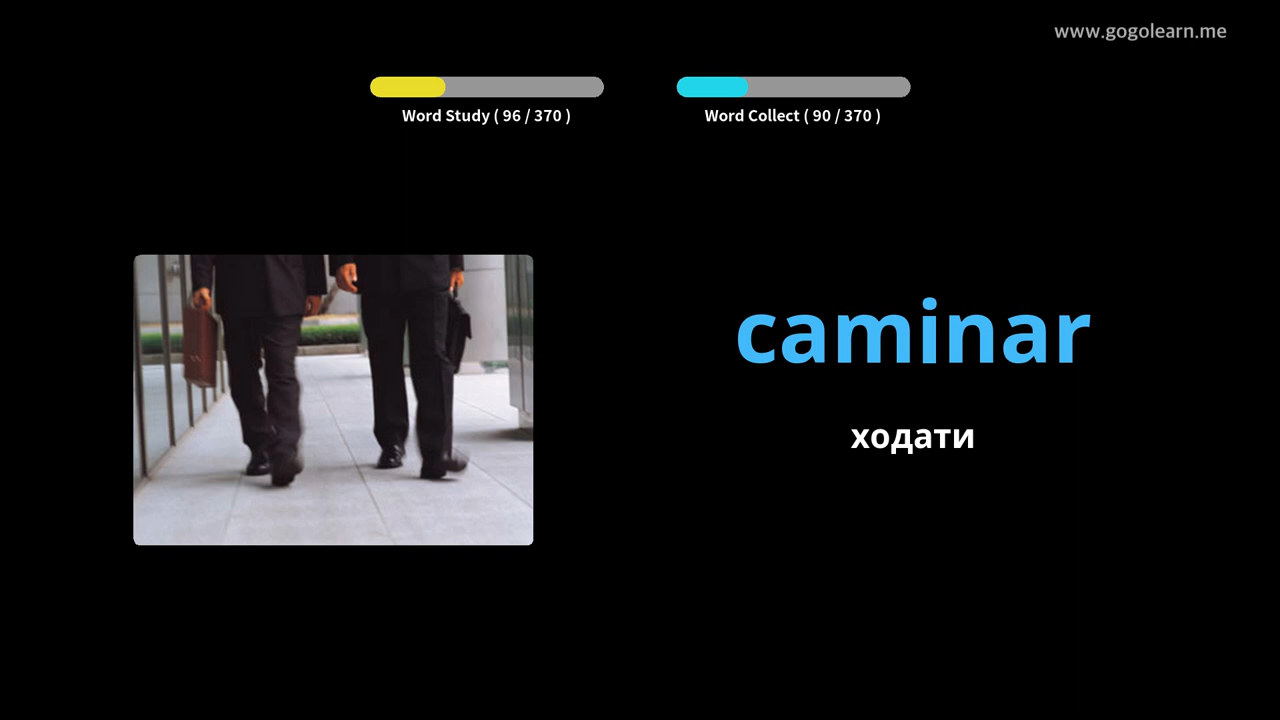 www.gogolearn.me
Word Study ( 96 / 370 )
Word Collect ( 90 / 370 )
caminar
ходати